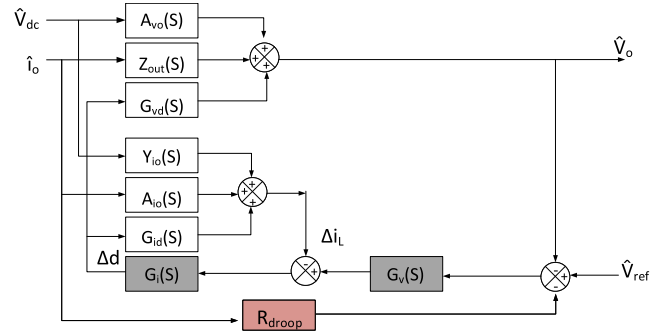 V̂dc
îo
Avo(S)
Zout(S)
Gvd(S)
+
+
+
V̂o
Yio(S)
Aio(S)
Gid(S)
+
+
+
Δd
Gi(S)
ΔiL
-
+
Gv(S)
-
+
-
V̂ref
Rdroop